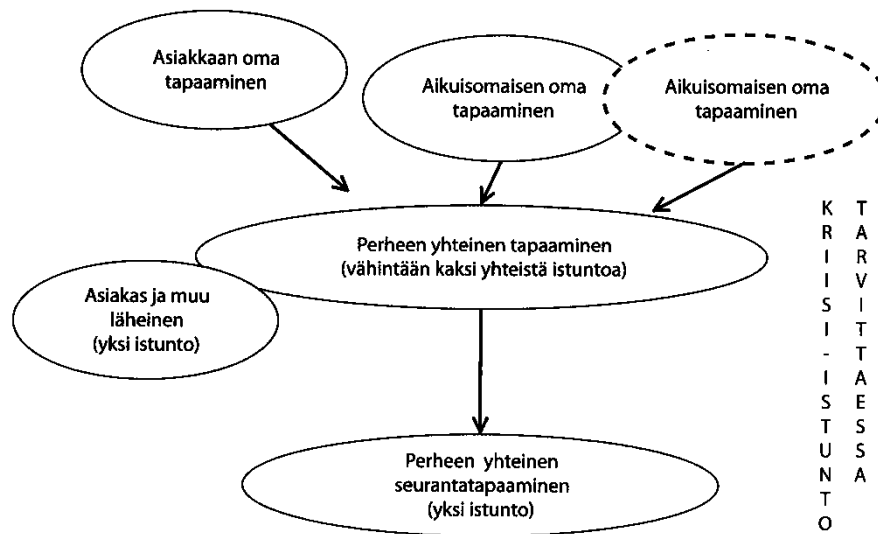 Asiakkaan oma
tapaaminen
Aikuisomaisen oma
tapaaminen
Aikuisomaisen oma
tapaaminen
Perheen yhteinen tapaaminen
(vähintään kaksi yhteistä istuntoa)
Asiakas ja muu
läheinen
(yksi istunto)
Perheen yhteinen
seurantatapaaminen
(yksi istunto)
KRIISI-ISTUNTO
TARVITTAESSA